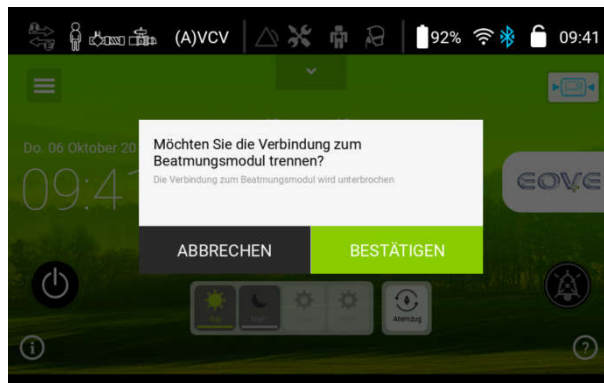 (A)VCV 92% 09:41
Do. 06 Oktober 20
09:41
Möchten Sie die Verbindung zum
Beatmungsmodul trennen?
Die Verbindung zum Beatmungsmodul wird unterbrochen
EOVE
ABBRECHEN BESTÄTIGEN
Atemzug